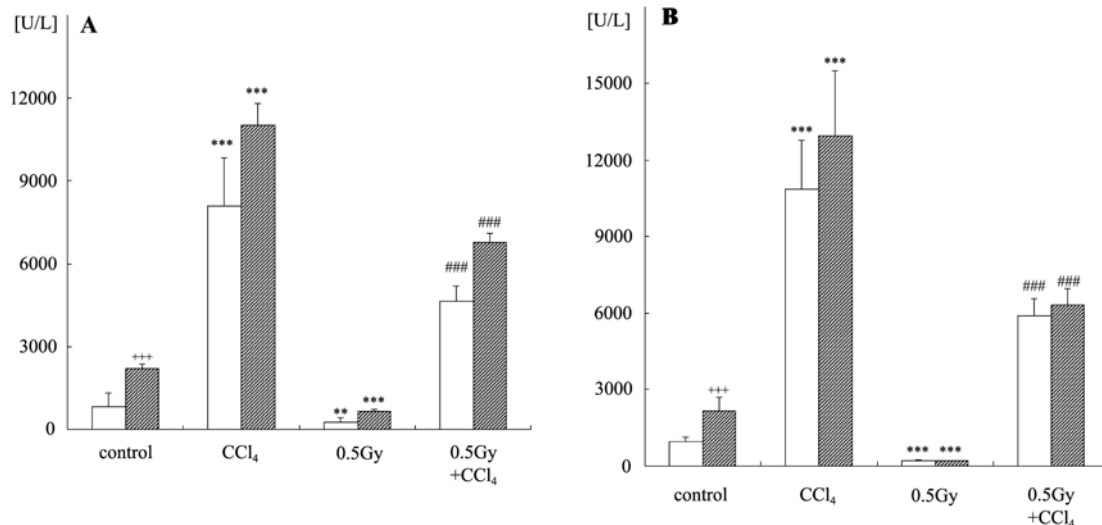 [U/L]
A
12000
9000
6000
3000
0
***
***
+++
**
***
###
###
control
CCl4
0.5Gy
0.5Gy
+CCl4
[U/L]
B
15000
12000
9000
6000
3000
0
***
***
+++
***
***
###
###
control
CCl4
0.5Gy
0.5Gy
+CCl4